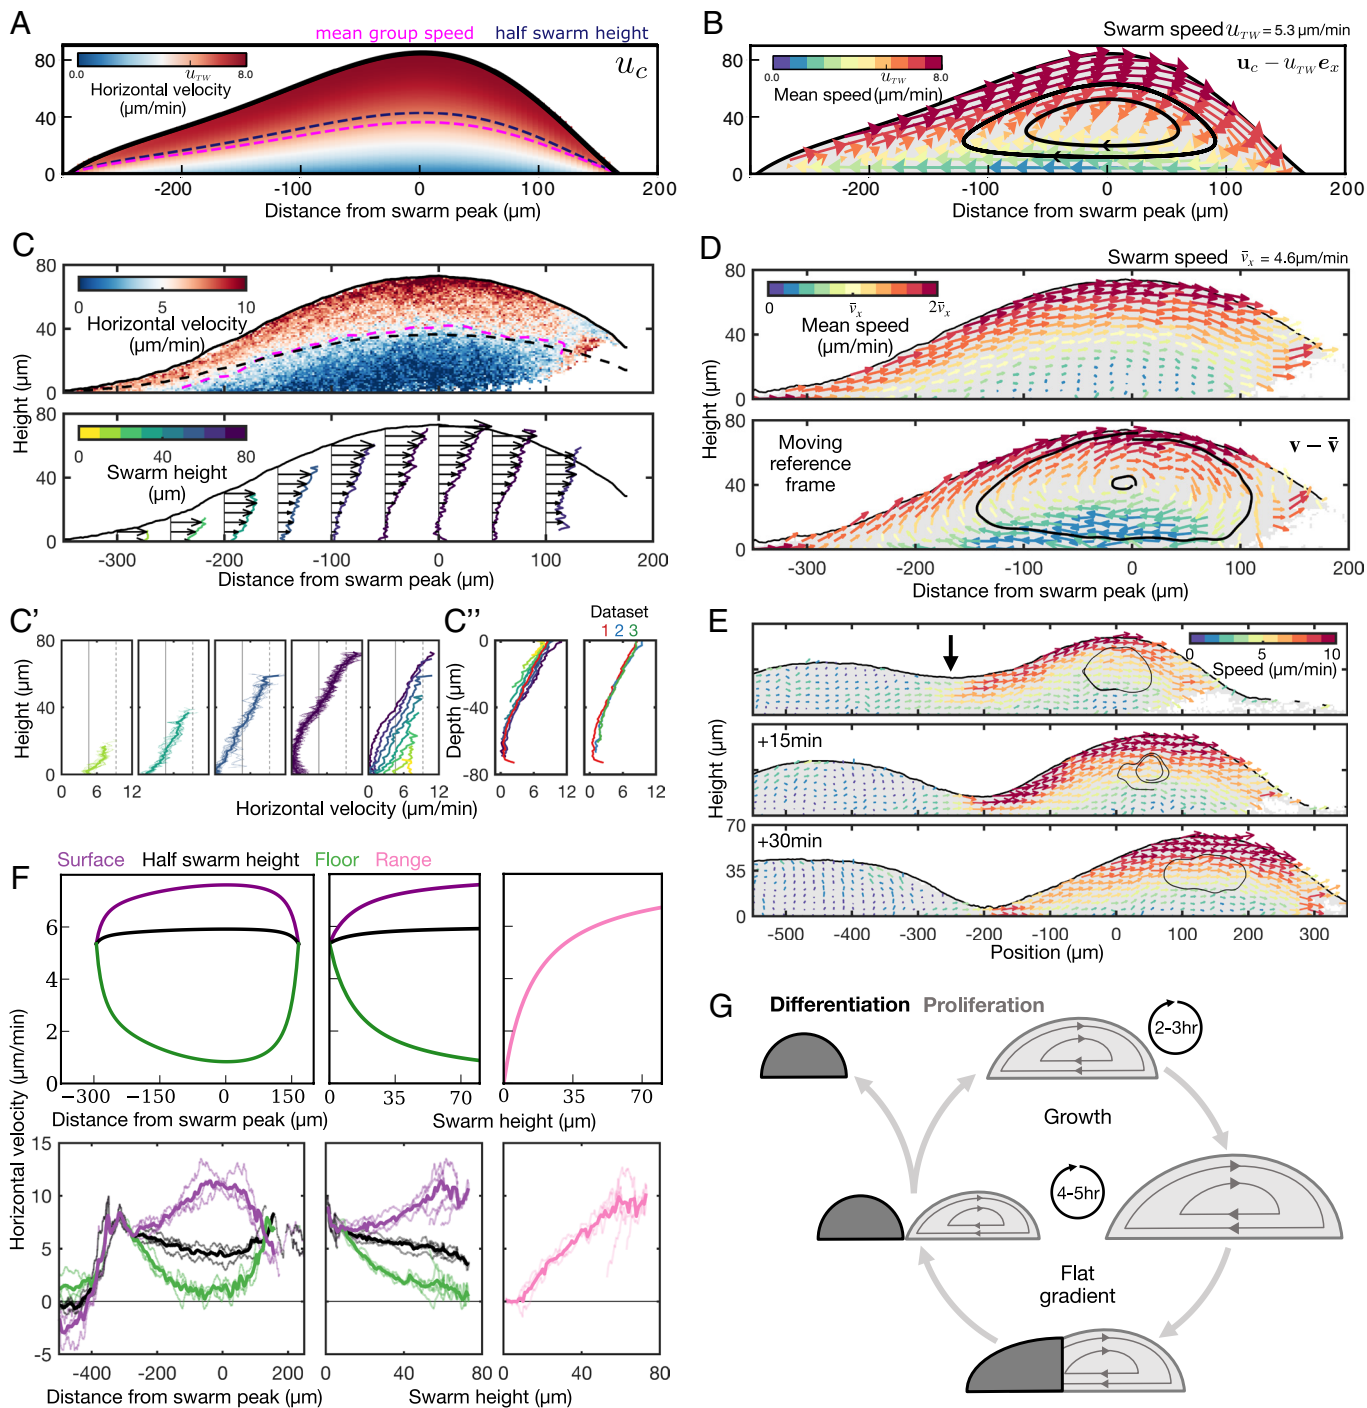 A
mean group speed half swarm height
80
40
0
0.0 u_TW 8.0
Horizontal velocity
(µm/min)
u_c
-200 -100 0 100 200
Distance from swarm peak (µm)
B
Swarm speed u_TW = 5.3 µm/min
80
40
0
0.0 u_TW 8.0
Mean speed (µm/min)
u_c − u_TW e_x
-200 -100 0 100 200
Distance from swarm peak (µm)
C
80
40
0
0 5 10
Horizontal velocity
(µm/min)
Height (µm)
80
40
0
0 40 80
Swarm height
(µm)
-300 -200 -100 0 100 200
Distance from swarm peak (µm)
D
Swarm speed v̄_x = 4.6µm/min
80
40
0
0 v̄_x 2v̄_x
Mean speed
(µm/min)
Height (µm)
80
40
0
Moving
reference
frame
v − v̄
-300 -200 -100 0 100 200
Distance from swarm peak (µm)
C'
Height (µm)
80
40
0
0 6 12
0 6 12
Horizontal velocity (µm/min)
C''
Dataset
1 2 3
Depth (µm)
0
-40
-80
0 6 12
0 6 12
E
0 5 10
Speed (µm/min)
+15min
Height (µm)
+30min
70
35
0
-500 -400 -300 -200 -100 0 100 200 300
Position (µm)
F
Surface Half swarm height Floor Range
Horizontal velocity (µm/min)
6
4
2
0
−300 −150 0 150
Distance from swarm peak (µm)
0 35 70
0 35 70
Swarm height (µm)
15
10
5
0
-5
-400 -200 0 200
Distance from swarm peak (µm)
0 40 80
0 40 80
Swarm height (µm)
G
Differentiation Proliferation
2-3hr
Growth
4-5hr
Flat
gradient